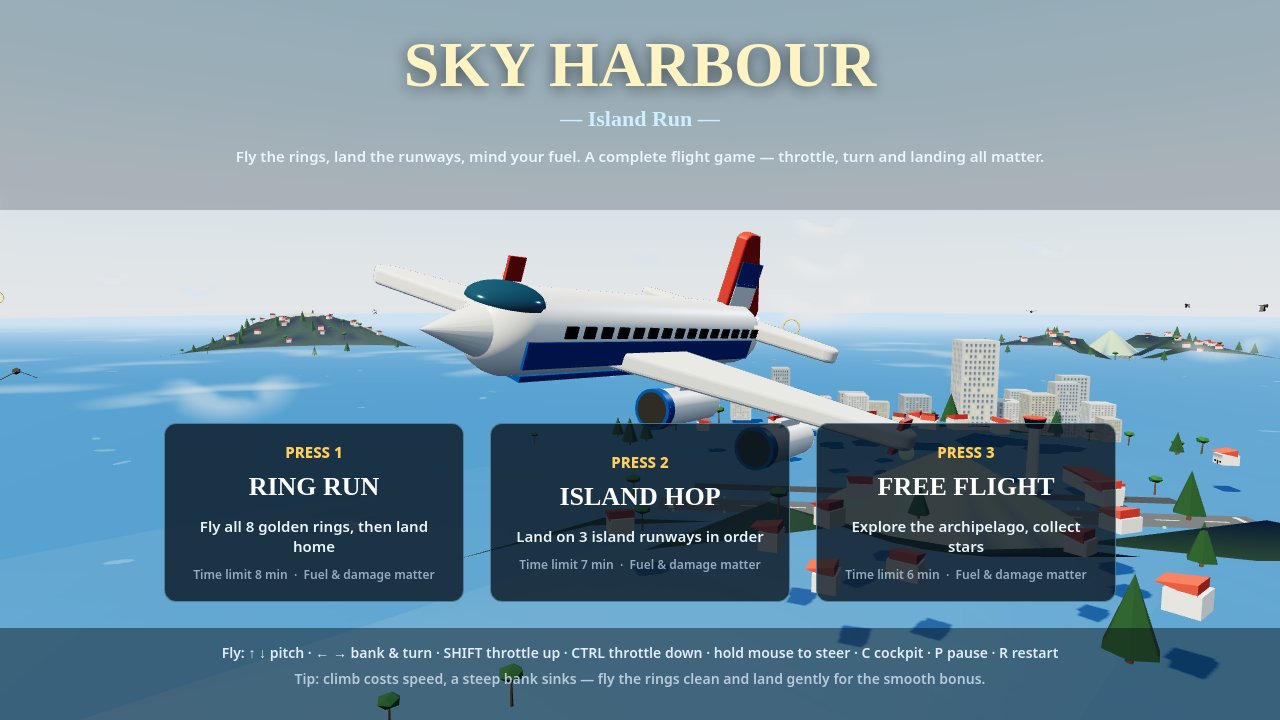 SKY HARBOUR
— Island Run —
Fly the rings, land the runways, mind your fuel. A complete flight game — throttle, turn and landing all matter.
PRESS 1
RING RUN
Fly all 8 golden rings, then land
home
Time limit 8 min · Fuel & damage matter
PRESS 2
ISLAND HOP
Land on 3 island runways in order
Time limit 7 min · Fuel & damage matter
PRESS 3
FREE FLIGHT
Explore the archipelago, collect
stars
Time limit 6 min · Fuel & damage matter
Fly: ↑ ↓ pitch · ← → bank & turn · SHIFT throttle up · CTRL throttle down · hold mouse to steer · C cockpit · P pause · R restart
Tip: climb costs speed, a steep bank sinks — fly the rings clean and land gently for the smooth bonus.